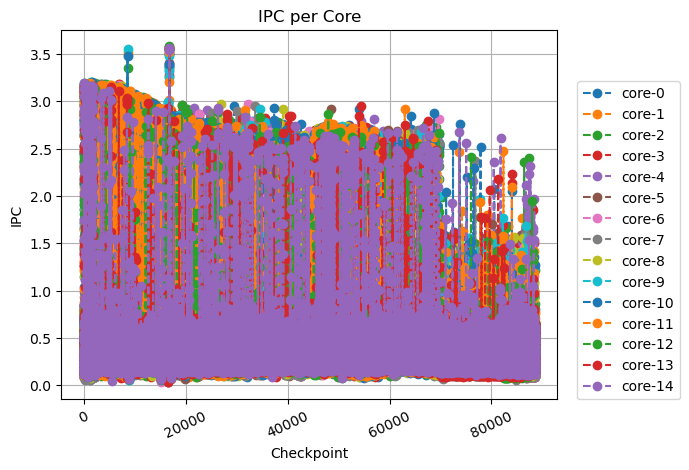 IPC per Core
IPC
3.5
3.0
2.5
2.0
1.5
1.0
0.5
0.0
0
20000
40000
60000
80000
Checkpoint
core-0
core-1
core-2
core-3
core-4
core-5
core-6
core-7
core-8
core-9
core-10
core-11
core-12
core-13
core-14